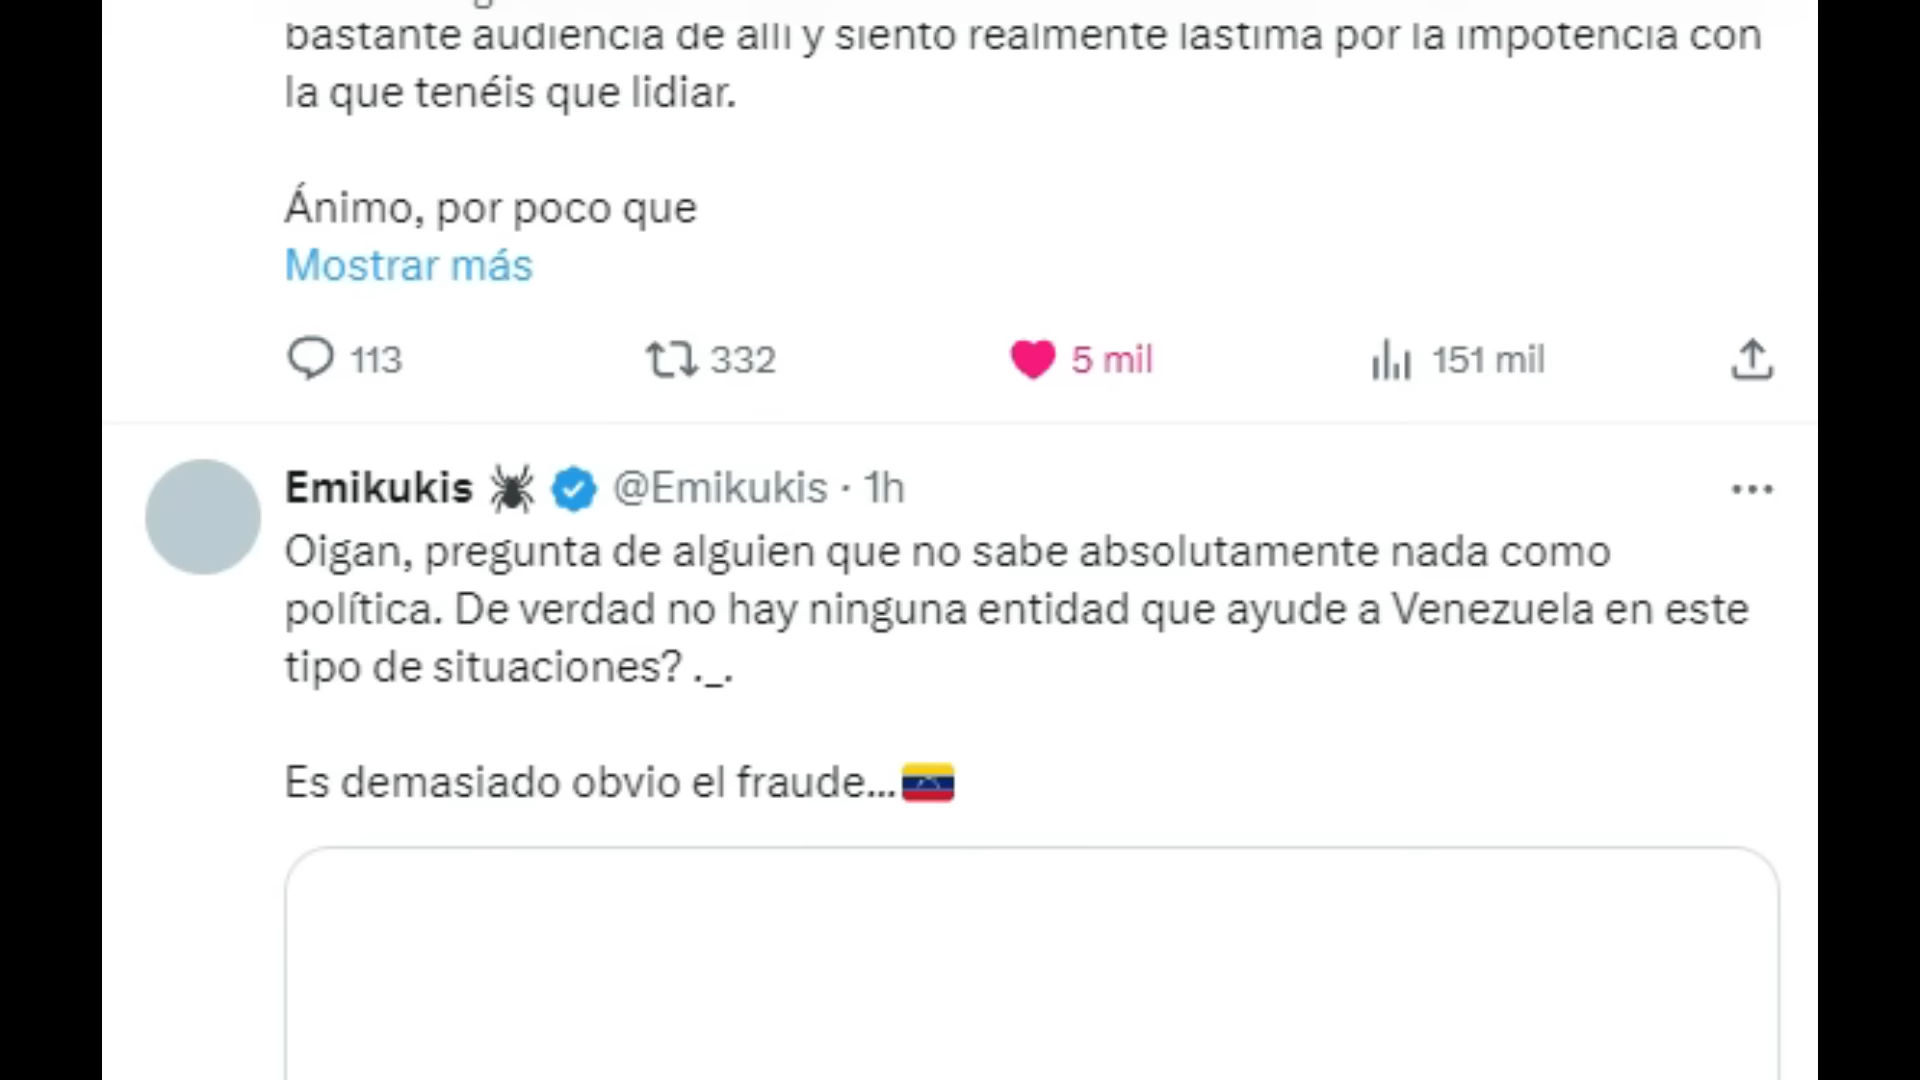 bastante audiencia de allí y siento realmente lástima por la impotencia con
la que tenéis que lidiar.
Ánimo, por poco que
Mostrar más
113 332 5 mil 151 mil
Emikukis @Emikukis · 1h
Oigan, pregunta de alguien que no sabe absolutamente nada como
política. De verdad no hay ninguna entidad que ayude a Venezuela en este
tipo de situaciones? ._.
Es demasiado obvio el fraude...